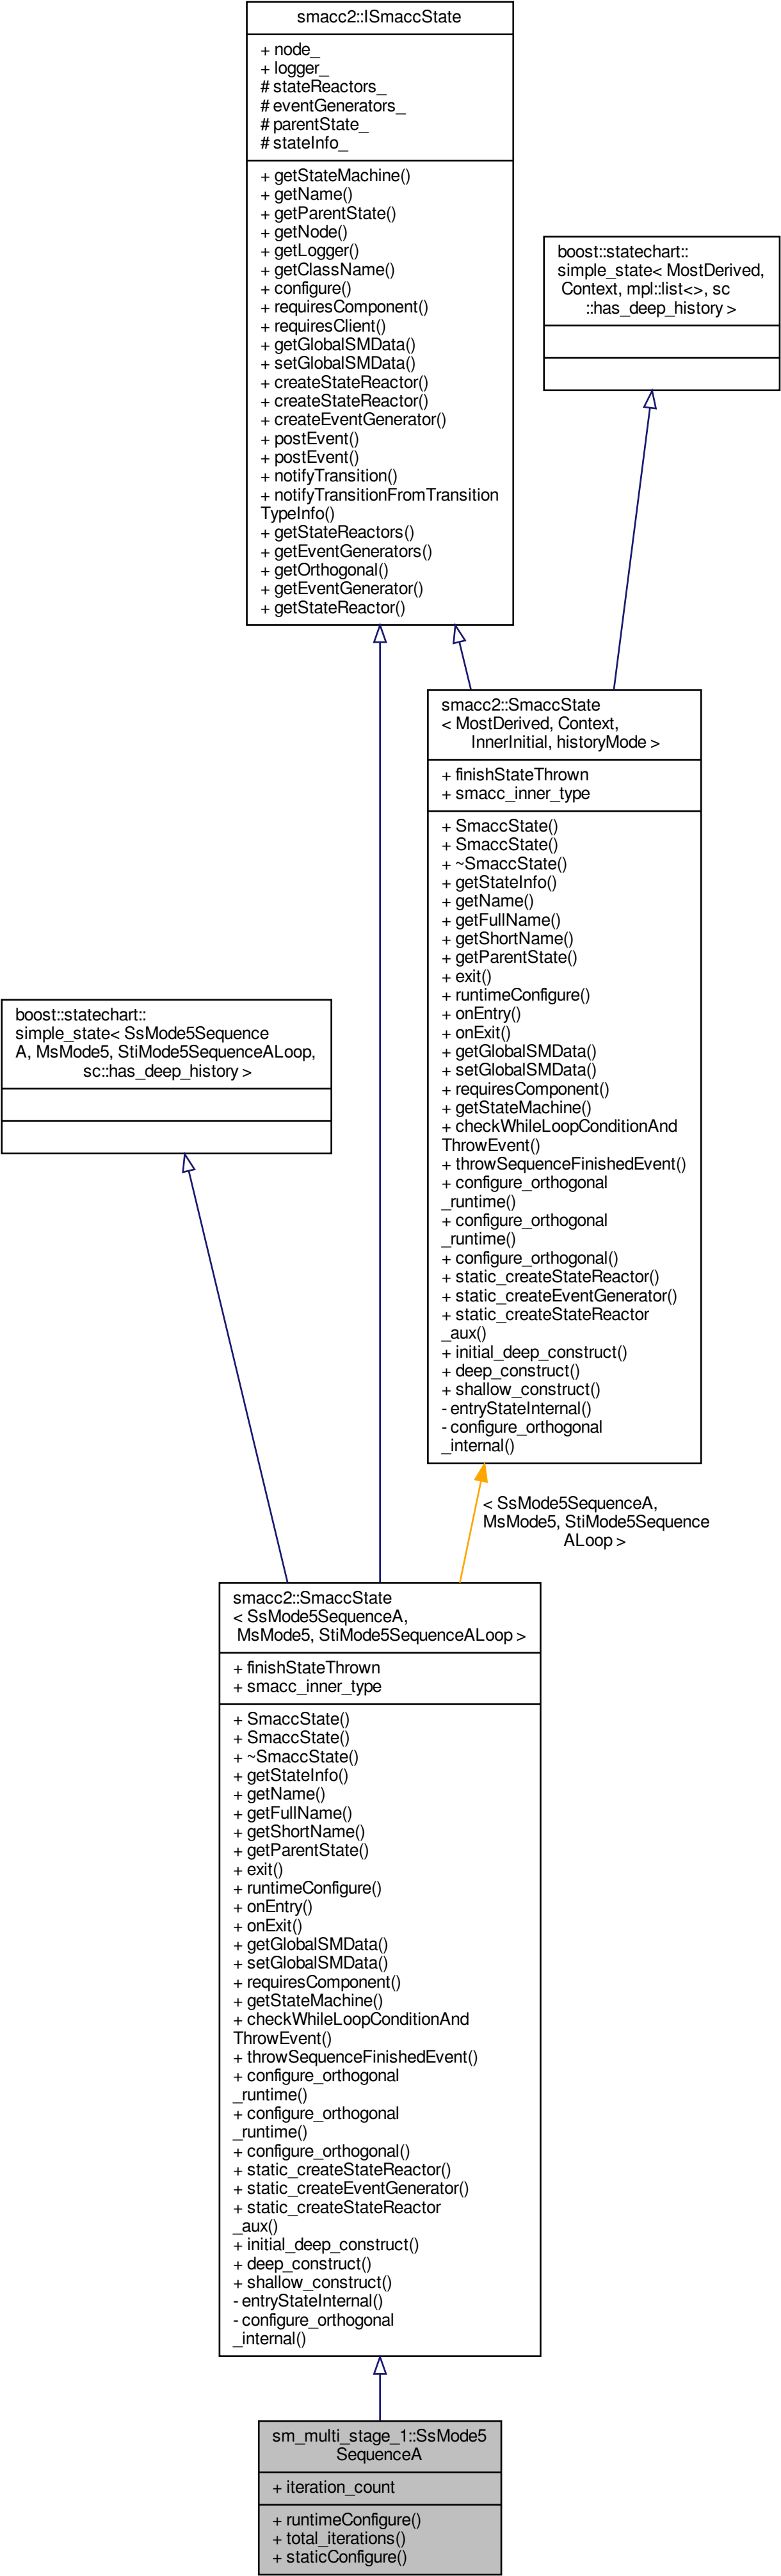 smacc2::ISmaccState
+ node_
+ logger_
# stateReactors_
# eventGenerators_
# parentState_
# stateInfo_
+ getStateMachine()
+ getName()
+ getParentState()
+ getNode()
+ getLogger()
+ getClassName()
+ configure()
+ requiresComponent()
+ requiresClient()
+ getGlobalSMData()
+ setGlobalSMData()
+ createStateReactor()
+ createStateReactor()
+ createEventGenerator()
+ postEvent()
+ postEvent()
+ notifyTransition()
+ notifyTransitionFromTransition
TypeInfo()
+ getStateReactors()
+ getEventGenerators()
+ getOrthogonal()
+ getEventGenerator()
+ getStateReactor()
boost::statechart::
simple_state< MostDerived,
Context, mpl::list<>, sc
::has_deep_history >
smacc2::SmaccState
< MostDerived, Context,
InnerInitial, historyMode >
+ finishStateThrown
+ smacc_inner_type
+ SmaccState()
+ SmaccState()
+ ~SmaccState()
+ getStateInfo()
+ getName()
+ getFullName()
+ getShortName()
+ getParentState()
+ exit()
+ runtimeConfigure()
+ onEntry()
+ onExit()
+ getGlobalSMData()
+ setGlobalSMData()
+ requiresComponent()
+ getStateMachine()
+ checkWhileLoopConditionAnd
ThrowEvent()
+ throwSequenceFinishedEvent()
+ configure_orthogonal
_runtime()
+ configure_orthogonal
_runtime()
+ configure_orthogonal()
+ static_createStateReactor()
+ static_createEventGenerator()
+ static_createStateReactor
_aux()
+ initial_deep_construct()
+ deep_construct()
+ shallow_construct()
- entryStateInternal()
- configure_orthogonal
_internal()
boost::statechart::
simple_state< SsMode5Sequence
A, MsMode5, StiMode5SequenceALoop,
sc::has_deep_history >
< SsMode5SequenceA,
MsMode5, StiMode5Sequence
ALoop >
smacc2::SmaccState
< SsMode5SequenceA,
MsMode5, StiMode5SequenceALoop >
+ finishStateThrown
+ smacc_inner_type
+ SmaccState()
+ SmaccState()
+ ~SmaccState()
+ getStateInfo()
+ getName()
+ getFullName()
+ getShortName()
+ getParentState()
+ exit()
+ runtimeConfigure()
+ onEntry()
+ onExit()
+ getGlobalSMData()
+ setGlobalSMData()
+ requiresComponent()
+ getStateMachine()
+ checkWhileLoopConditionAnd
ThrowEvent()
+ throwSequenceFinishedEvent()
+ configure_orthogonal
_runtime()
+ configure_orthogonal
_runtime()
+ configure_orthogonal()
+ static_createStateReactor()
+ static_createEventGenerator()
+ static_createStateReactor
_aux()
+ initial_deep_construct()
+ deep_construct()
+ shallow_construct()
- entryStateInternal()
- configure_orthogonal
_internal()
sm_multi_stage_1::SsMode5
SequenceA
+ iteration_count
+ runtimeConfigure()
+ total_iterations()
+ staticConfigure()